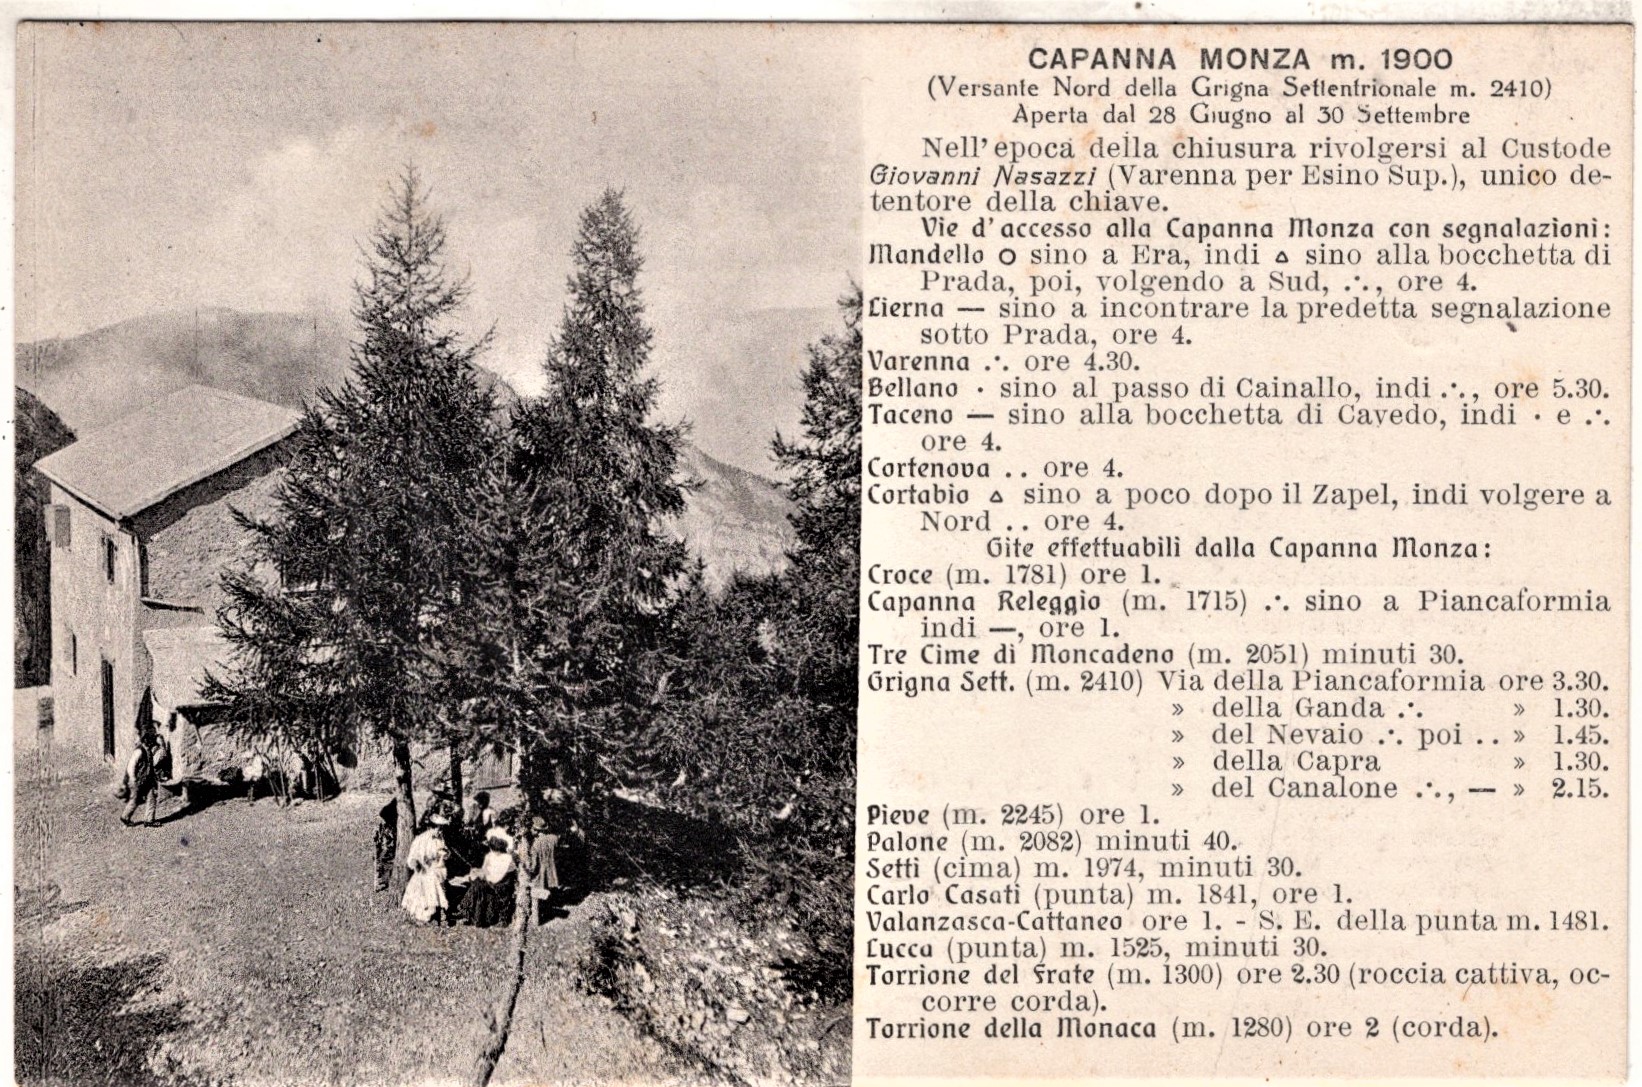 CAPANNA MONZA m. 1900
(Versante Nord della Grigna Settentrionale m. 2410)
Aperta dal 28 Giugno al 30 Settembre
Nell'epoca della chiusura rivolgersi al Custode
Giovanni Nasazzi (Varenna per Esino Sup.), unico de-
tentore della chiave.
Vie d'accesso alla Capanna Monza con segnalazioni:
Mandello O sino a Era, indi △ sino alla bocchetta di
Prada, poi, volgendo a Sud, ∴, ore 4.
Lierna — sino a incontrare la predetta segnalazione
sotto Prada, ore 4.
Varenna ∴ ore 4.30.
Bellano · sino al passo di Cainallo, indi ∴, ore 5.30.
Taceno — sino alla bocchetta di Cavedo, indi · e ∴
ore 4.
Cortenova .. ore 4.
Cortabio △ sino a poco dopo il Zapel, indi volgere a
Nord .. ore 4.
Gite effettuabili dalla Capanna Monza:
Croce (m. 1781) ore 1.
Capanna Releggio (m. 1715) ∴ sino a Piancaformia
indi —, ore 1.
Tre Cime di Moncadeno (m. 2051) minuti 30.
Grigna Sett. (m. 2410) Via della Piancaformia ore 3.30.
» della Ganda ∴ » 1.30.
» del Nevaio ∴ poi .. » 1.45.
» della Capra » 1.30.
» del Canalone ∴, — » 2.15.
Pieve (m. 2245) ore 1.
Palone (m. 2082) minuti 40.
Setti (cima) m. 1974, minuti 30.
Carlo Casati (punta) m. 1841, ore 1.
Valanzasca-Cattaneo ore 1. - S. E. della punta m. 1481.
Lucca (punta) m. 1525, minuti 30.
Torrione del Frate (m. 1300) ore 2.30 (roccia cattiva, oc-
corre corda).
Torrione della Monaca (m. 1280) ore 2 (corda).